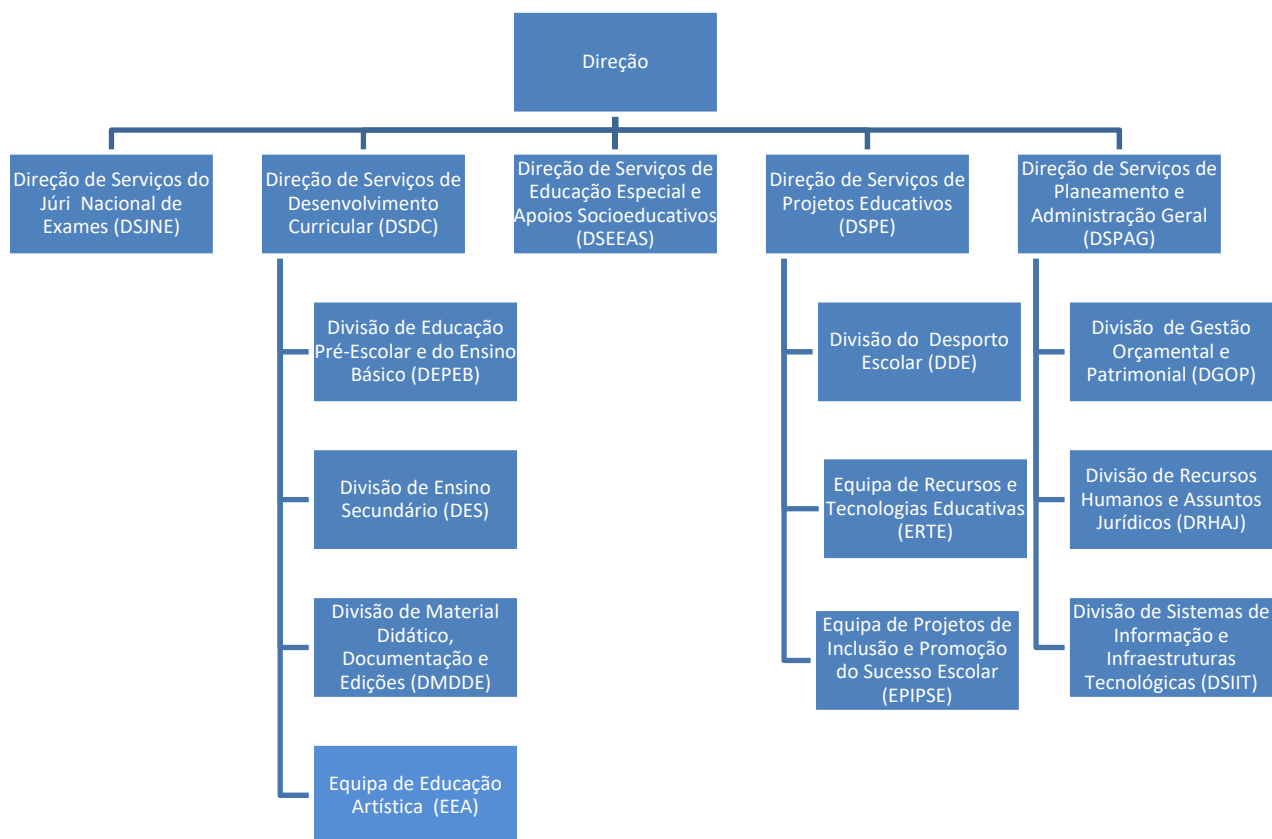 Direção
Direção de Serviços do
Júri Nacional de
Exames (DSJNE)
Direção de Serviços de
Desenvolvimento
Curricular (DSDC)
Direção de Serviços de
Educação Especial e
Apoios Socioeducativos
(DSEEAS)
Direção de Serviços de
Projetos Educativos
(DSPE)
Direção de Serviços de
Planeamento e
Administração Geral
(DSPAG)
Divisão de Educação
Pré-Escolar e do Ensino
Básico (DEPEB)
Divisão de Ensino
Secundário (DES)
Divisão de Material
Didático,
Documentação e
Edições (DMDDE)
Equipa de Educação
Artística (EEA)
Divisão do Desporto
Escolar (DDE)
Equipa de Recursos e
Tecnologias Educativas
(ERTE)
Equipa de Projetos de
Inclusão e Promoção
do Sucesso Escolar
(EPIPSE)
Divisão de Gestão
Orçamental e
Patrimonial (DGOP)
Divisão de Recursos
Humanos e Assuntos
Jurídicos (DRHAJ)
Divisão de Sistemas de
Informação e
Infraestruturas
Tecnológicas (DSIIT)